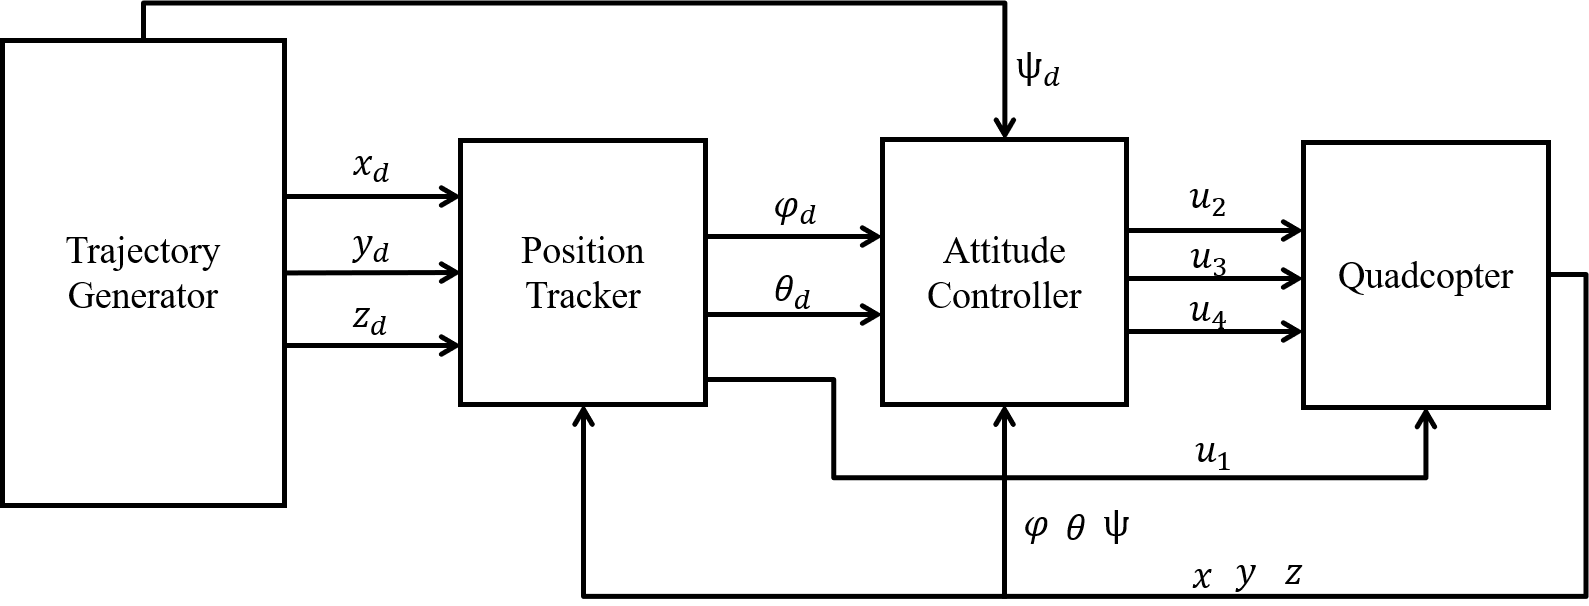 ψd
xd
yd
zd
Trajectory
Generator
Position
Tracker
φd
θd
Attitude
Controller
u2
u3
u4
Quadcopter
u1
φ θ ψ
x y z